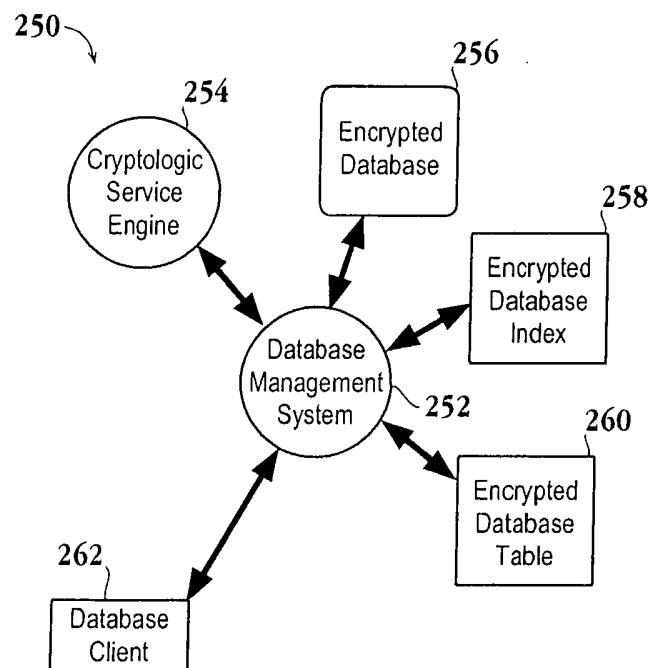 250
254
Cryptologic
Service
Engine
256
Encrypted
Database
258
Encrypted
Database
Index
Database
Management
System
252
260
Encrypted
Database
Table
262
Database
Client